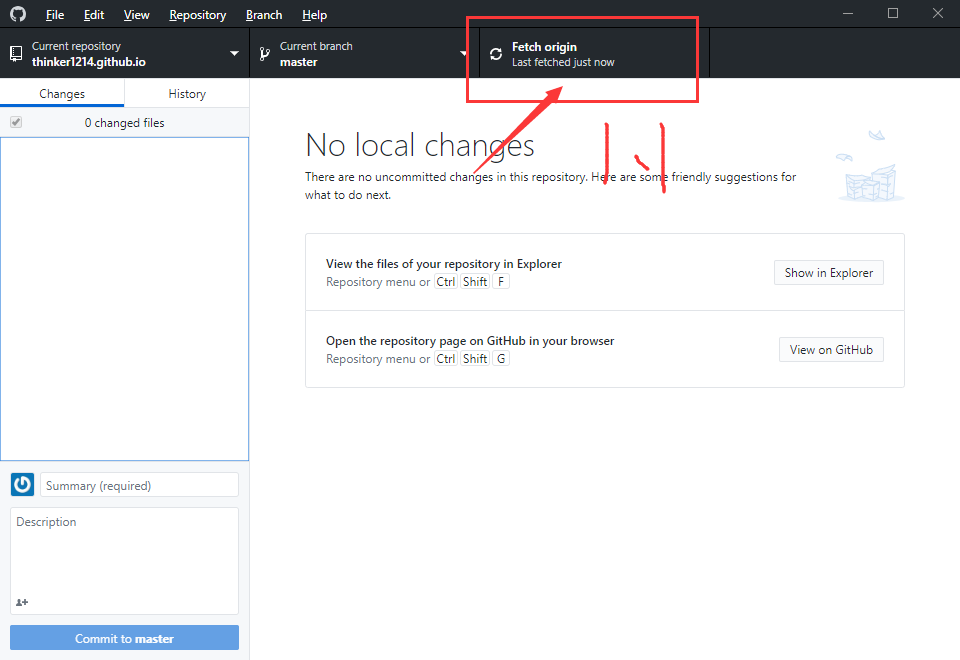 File Edit View Repository Branch Help
Current repository
thinker1214.github.io
Current branch
master
Fetch origin
Last fetched just now
Changes History
0 changed files
No local changes
There are no uncommitted changes in this repository. Here are some friendly suggestions for
what to do next.
View the files of your repository in Explorer
Repository menu or Ctrl Shift F
Show in Explorer
Open the repository page on GitHub in your browser
Repository menu or Ctrl Shift G
View on GitHub
Summary (required)
Description
Commit to master